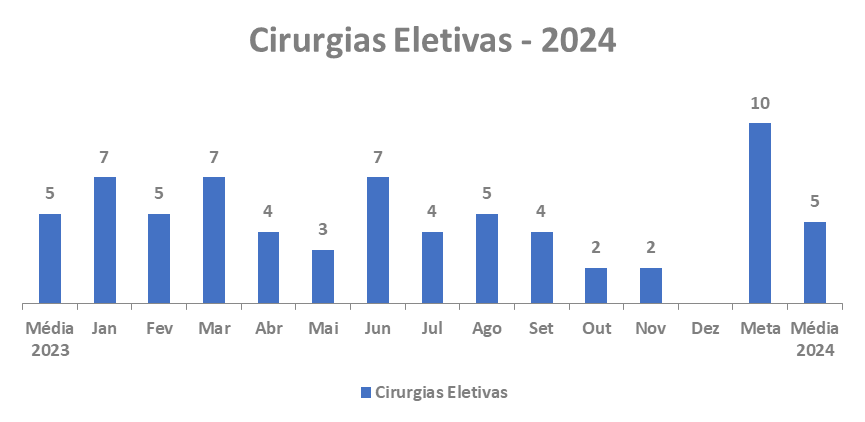 Cirurgias Eletivas - 2024
5
7
5
7
4
3
7
4
5
4
2
2
10
5
Média 2023
Jan
Fev
Mar
Abr
Mai
Jun
Jul
Ago
Set
Out
Nov
Dez
Meta
Média 2024
Cirurgias Eletivas